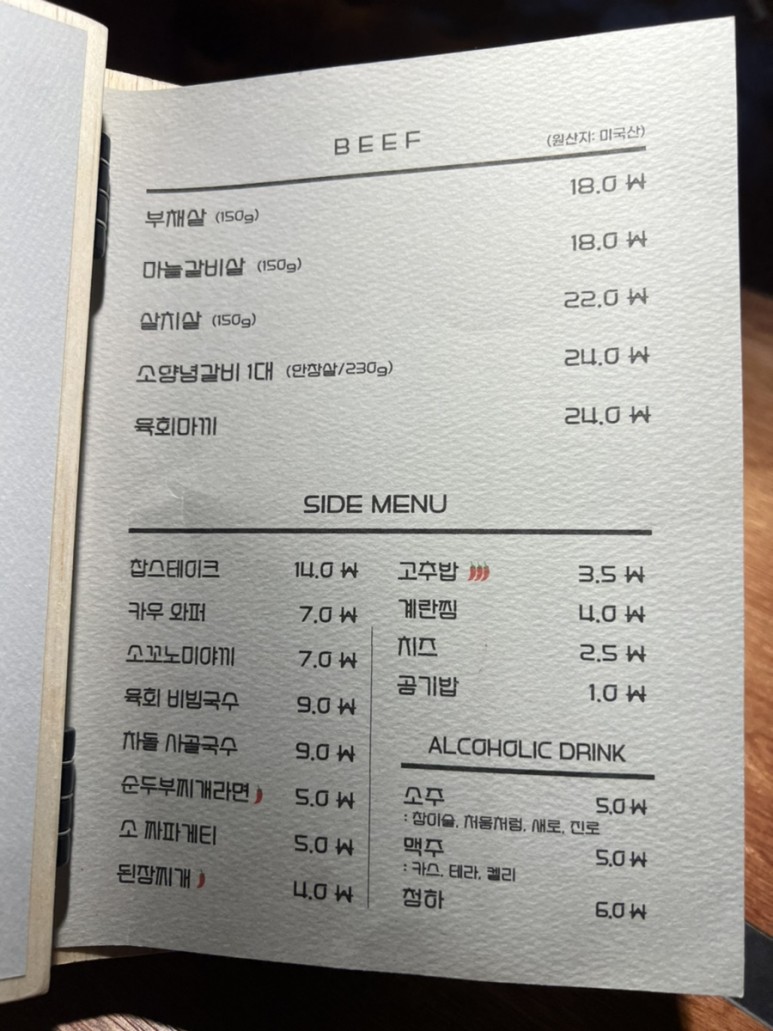 BEEF (원산지: 미국산)
부채살 (150g) 18.0 ₩
마늘갈비살 (150g) 18.0 ₩
살치살 (150g) 22.0 ₩
소양념갈비 1대 (안창살/230g) 24.0 ₩
육회마끼 24.0 ₩
SIDE MENU
찹스테이크 14.0 ₩
카우 와퍼 7.0 ₩
소꼬노미야끼 7.0 ₩
육회 비빔국수 9.0 ₩
차돌 사골국수 9.0 ₩
순두부찌개라면 5.0 ₩
소 짜파게티 5.0 ₩
된장찌개 4.0 ₩
고추밥 3.5 ₩
계란찜 4.0 ₩
치즈 2.5 ₩
공기밥 1.0 ₩
ALCOHOLIC DRINK
소주 5.0 ₩
: 참이슬, 처음처럼, 새로, 진로
맥주 5.0 ₩
: 카스, 테라, 켈리
청하 6.0 ₩